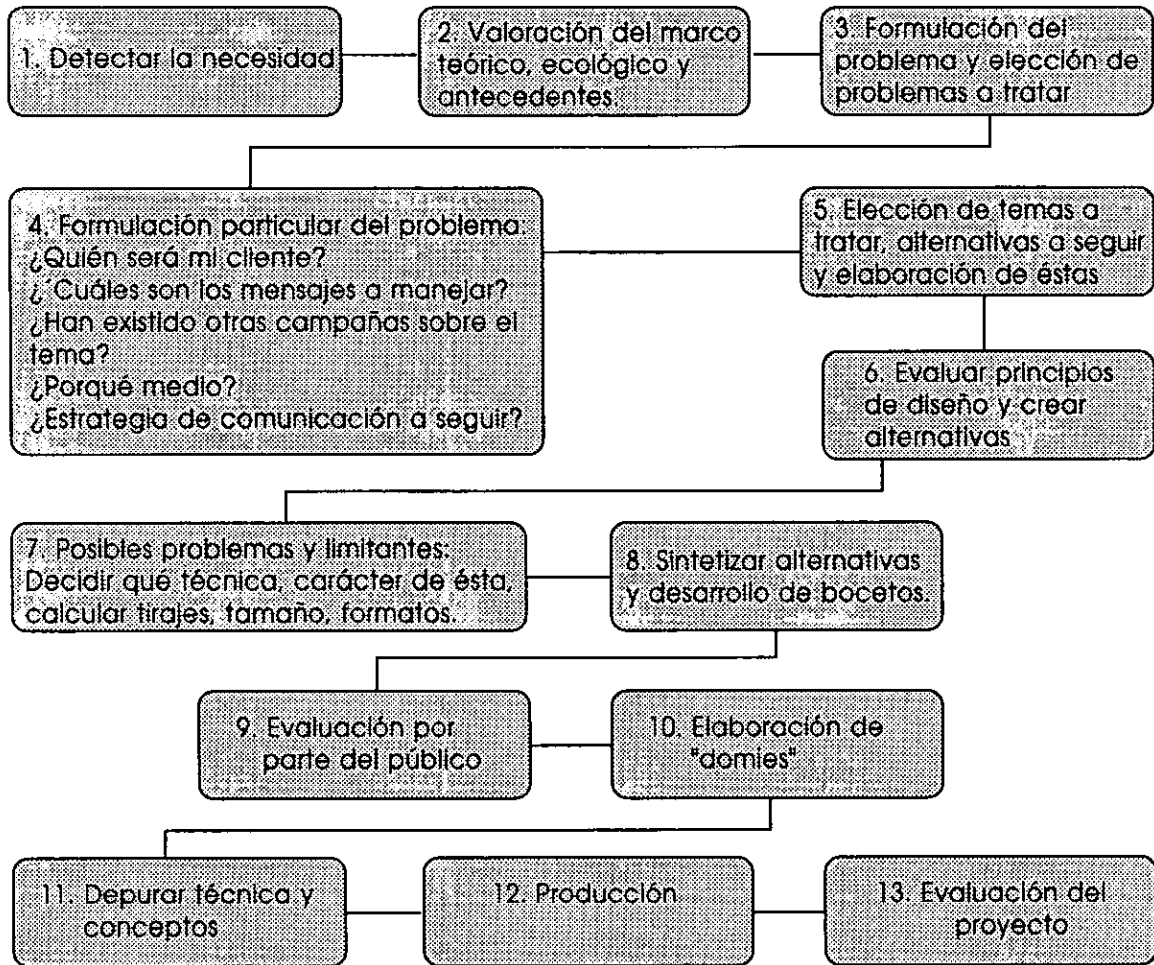 1. Detectar la necesidad
2. Valoración del marco
teórico, ecológico y
antecedentes.
3. Formulación del
problema y elección de
problemas a tratar
4. Formulación particular del problema:
¿Quién será mi cliente?
¿´Cuáles son los mensajes a manejar?
¿Han existido otras campañas sobre el
tema?
¿Porqué medio?
¿Estrategia de comunicación a seguir?
5. Elección de temas a
tratar, alternativas a seguir
y elaboración de éstas
6. Evaluar principios
de diseño y crear
alternativas
7. Posibles problemas y limitantes:
Decidir qué técnica, carácter de ésta,
calcular tirajes, tamaño, formatos.
8. Sintetizar alternativas
y desarrollo de bocetos.
9. Evaluación por
parte del público
10. Elaboración de
"domies"
11. Depurar técnica y
conceptos
12. Producción
13. Evaluación del
proyecto